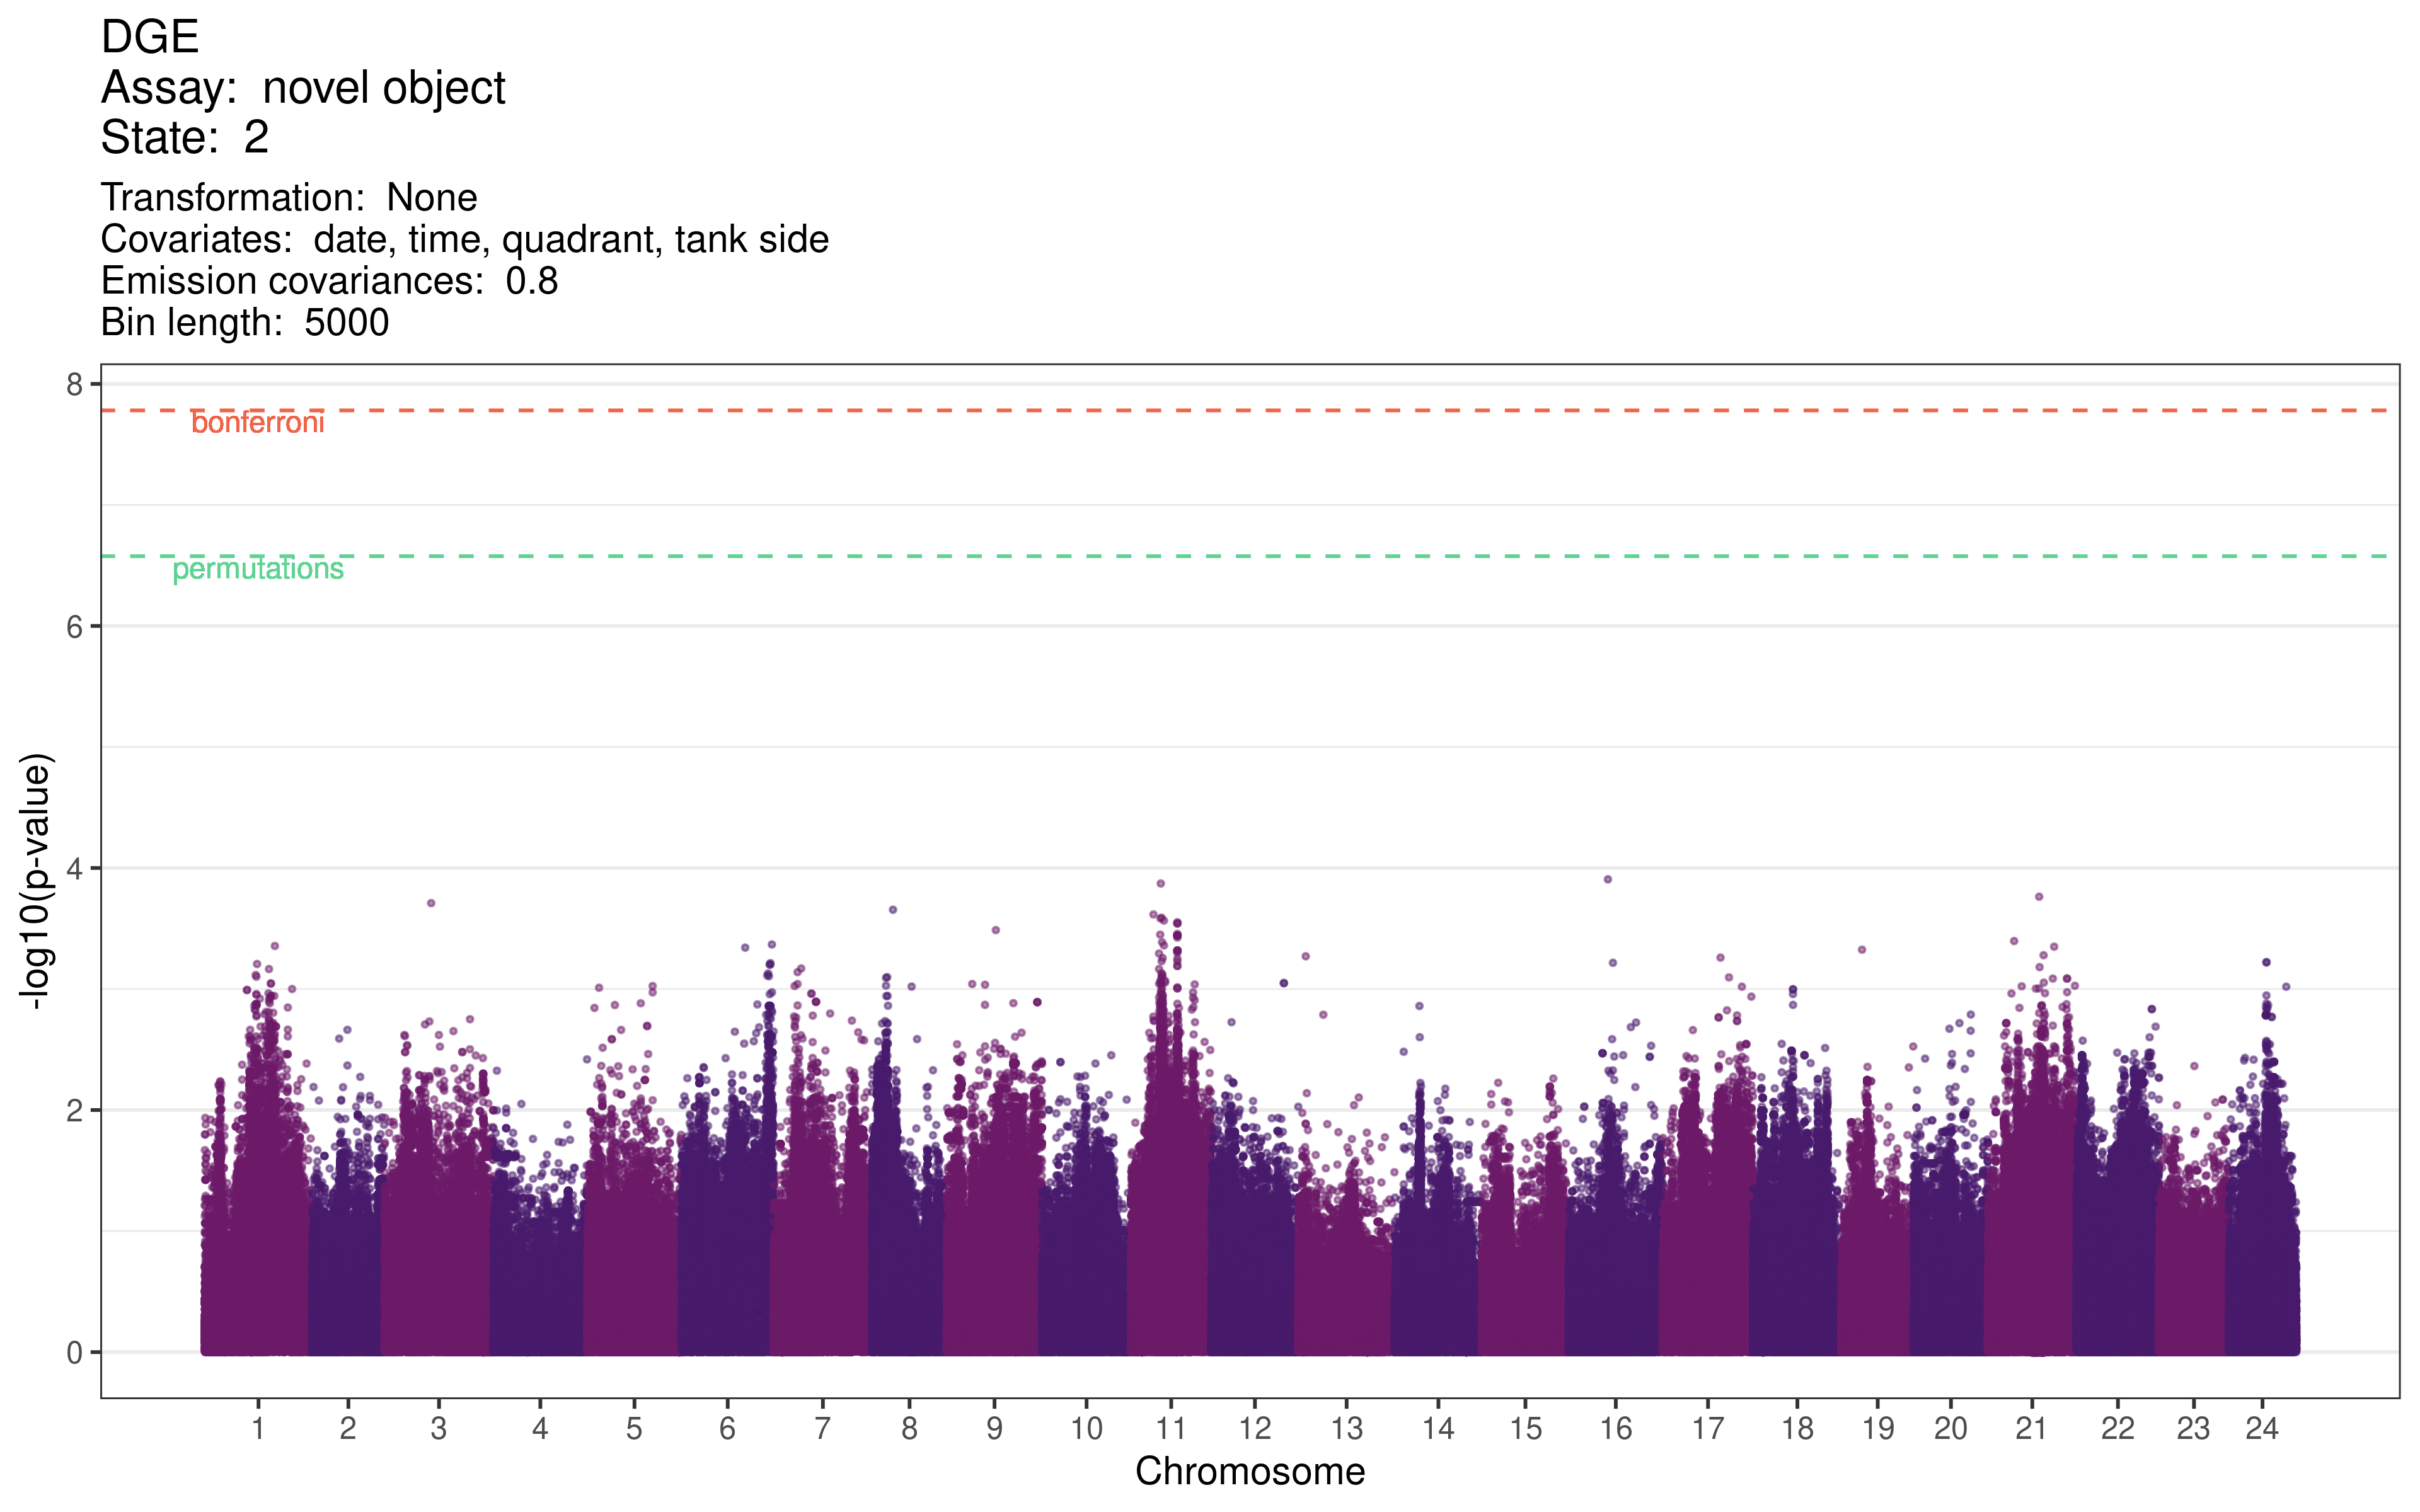 DGE
Assay:  novel object
State:  2
Transformation:  None
Covariates:  date, time, quadrant, tank side
Emission covariances:  0.8
Bin length:  5000
8
bonferroni
permutations
6
4
2
0
-log10(p-value)
1 2 3 4 5 6 7 8 9 10 11 12 13 14 15 16 17 18 19 20 21 22 23 24
Chromosome